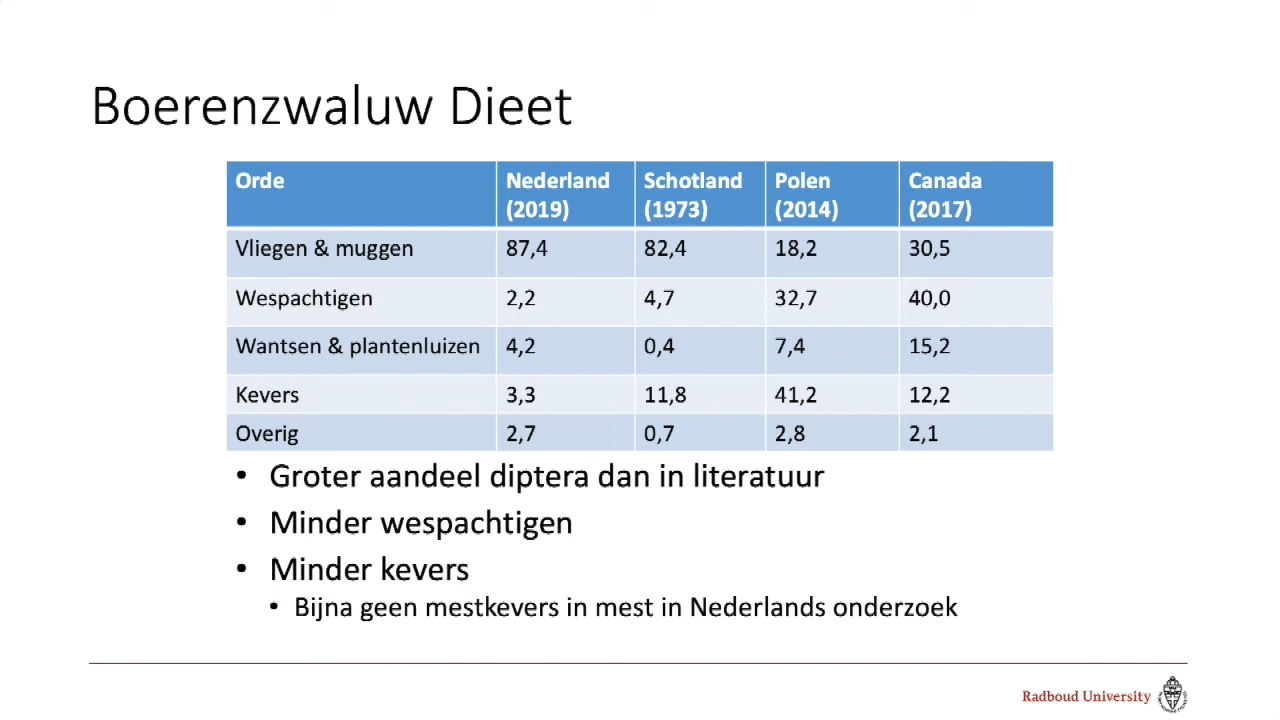 Boerenzwaluw Dieet
Orde Nederland (2019) Schotland (1973) Polen (2014) Canada (2017)
Vliegen & muggen 87,4 82,4 18,2 30,5
Wespachtigen 2,2 4,7 32,7 40,0
Wantsen & plantenluizen 4,2 0,4 7,4 15,2
Kevers 3,3 11,8 41,2 12,2
Overig 2,7 0,7 2,8 2,1
• Groter aandeel diptera dan in literatuur
• Minder wespachtigen
• Minder kevers
• Bijna geen mestkevers in mest in Nederlands onderzoek
Radboud University